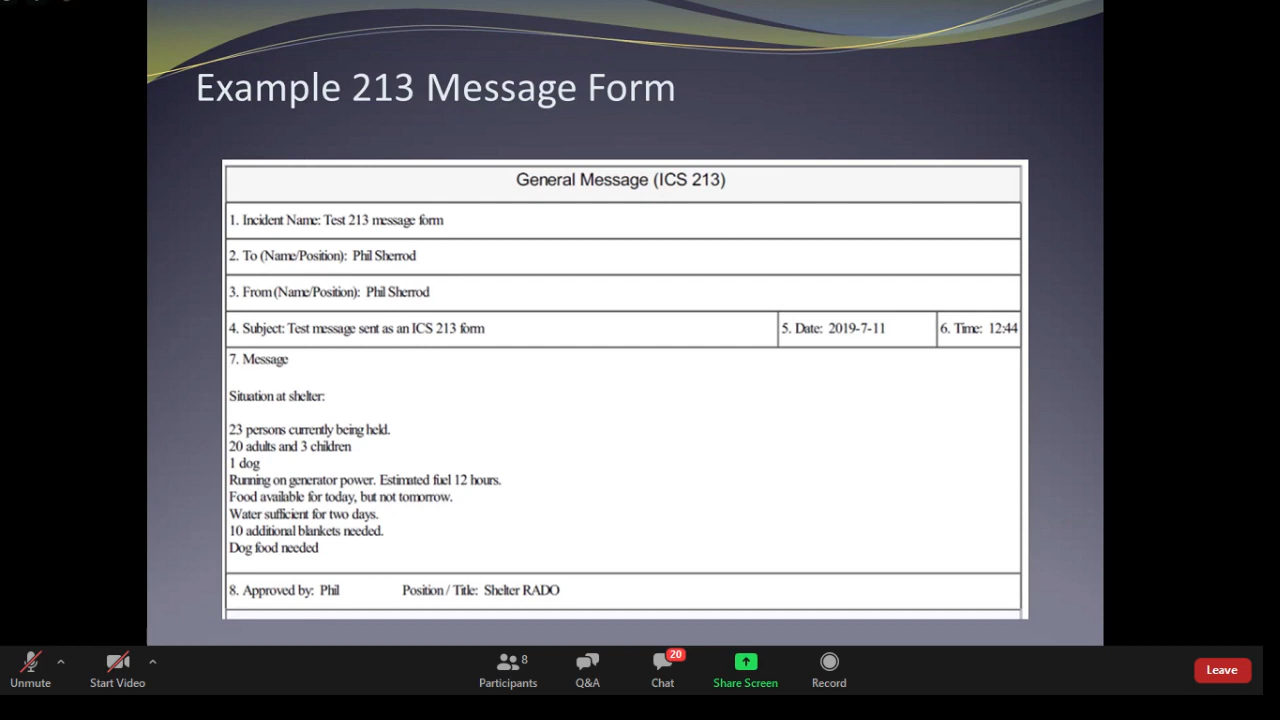 Example 213 Message Form
General Message (ICS 213)
1. Incident Name: Test 213 message form
2. To (Name/Position): Phil Sherrod
3. From (Name/Position): Phil Sherrod
4. Subject: Test message sent as an ICS 213 form 5. Date: 2019-7-11 6. Time: 12:44
7. Message
Situation at shelter:
23 persons currently being held.
20 adults and 3 children
1 dog
Running on generator power. Estimated fuel 12 hours.
Food available for today, but not tomorrow.
Water sufficient for two days.
10 additional blankets needed.
Dog food needed
8. Approved by: Phil Position / Title: Shelter RADO
8 20
Unmute Start Video Participants Q&A Chat Share Screen Record Leave